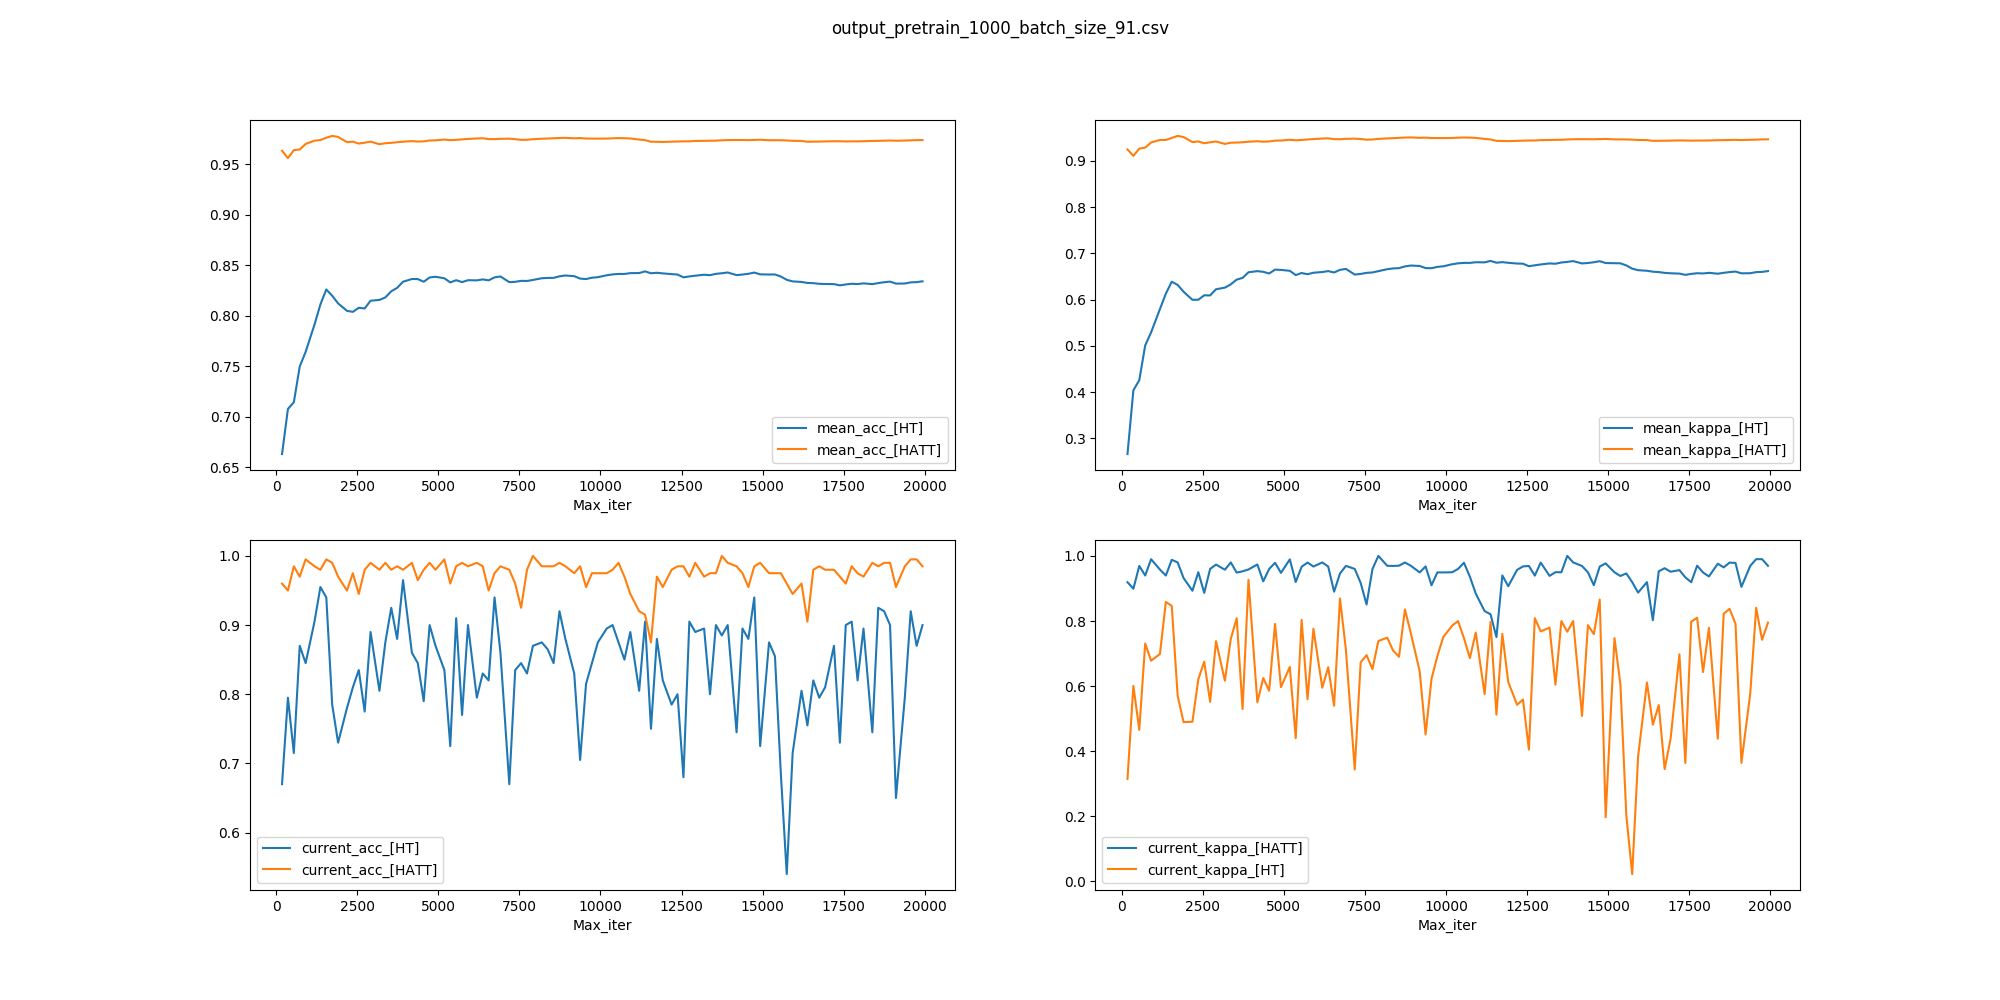 output_pretrain_1000_batch_size_91.csv
0.95
0.90
0.85
0.80
0.75
0.70
0.65
mean_acc_[HT]
mean_acc_[HATT]
0 2500 5000 7500 10000 12500 15000 17500 20000
Max_iter
0.9
0.8
0.7
0.6
0.5
0.4
0.3
mean_kappa_[HT]
mean_kappa_[HATT]
0 2500 5000 7500 10000 12500 15000 17500 20000
Max_iter
1.0
0.9
0.8
0.7
0.6
current_acc_[HT]
current_acc_[HATT]
0 2500 5000 7500 10000 12500 15000 17500 20000
Max_iter
1.0
0.8
0.6
0.4
0.2
0.0
current_kappa_[HATT]
current_kappa_[HT]
0 2500 5000 7500 10000 12500 15000 17500 20000
Max_iter